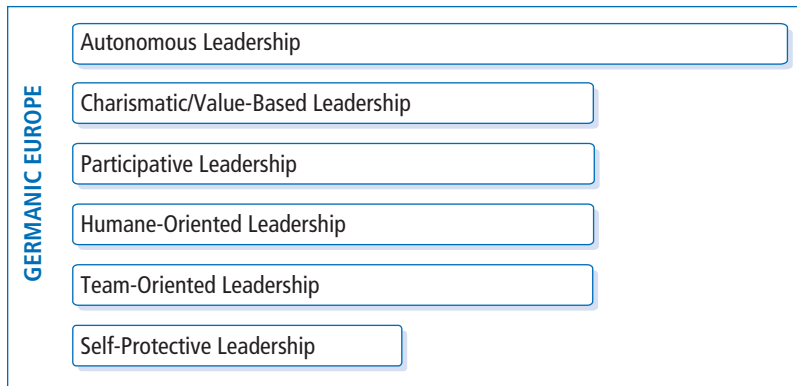 GERMANIC EUROPE
Autonomous Leadership
Charismatic/Value-Based Leadership
Participative Leadership
Humane-Oriented Leadership
Team-Oriented Leadership
Self-Protective Leadership